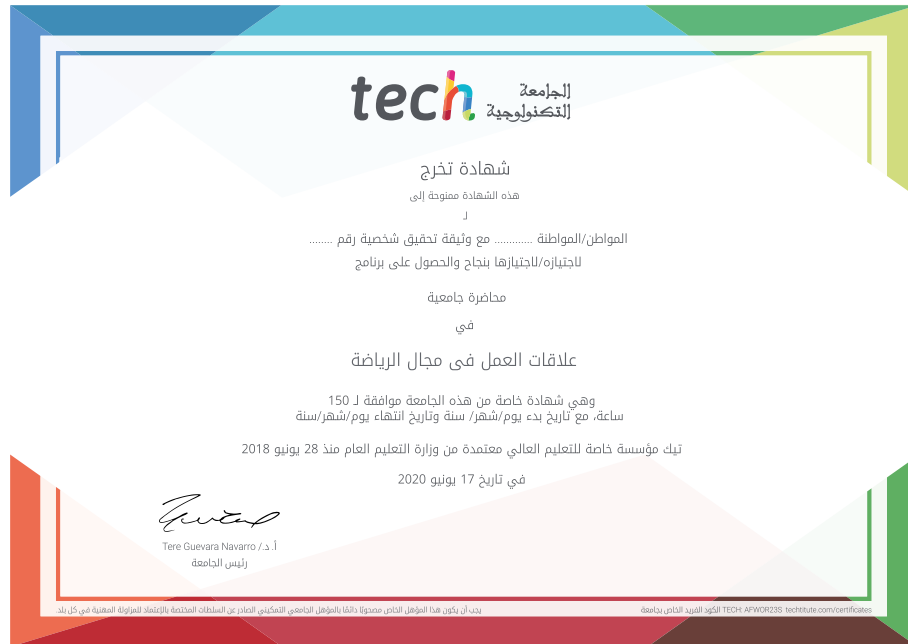 tech الجامعة
التكنولوجية
شهادة تخرج
هذه الشهادة ممنوحة إلى
لـ
المواطن/المواطنة ............ مع وثيقة تحقيق شخصية رقم ........
لاجتيازه/لاجتيازها بنجاح والحصول على برنامج
محاضرة جامعية
في
علاقات العمل فى مجال الرياضة
وهي شهادة خاصة من هذه الجامعة موافقة لـ 150
ساعة، مع تاريخ بدء يوم/شهر/ سنة وتاريخ انتهاء يوم/شهر/سنة
تيك مؤسسة خاصة للتعليم العالي معتمدة من وزارة التعليم العام منذ 28 يونيو 2018
في تاريخ 17 يونيو 2020
أ. د./ Tere Guevara Navarro
رئيس الجامعة
الكود الفريد الخاص بجامعة TECH: AFWOR23S techtitute.com/certificates
يجب أن يكون هذا المؤهل الخاص مصحوبًا دائمًا بالمؤهل الجامعي التمكيني الصادر عن السلطات المختصة بالإعتماد للمزاولة المهنية في كل بلد.